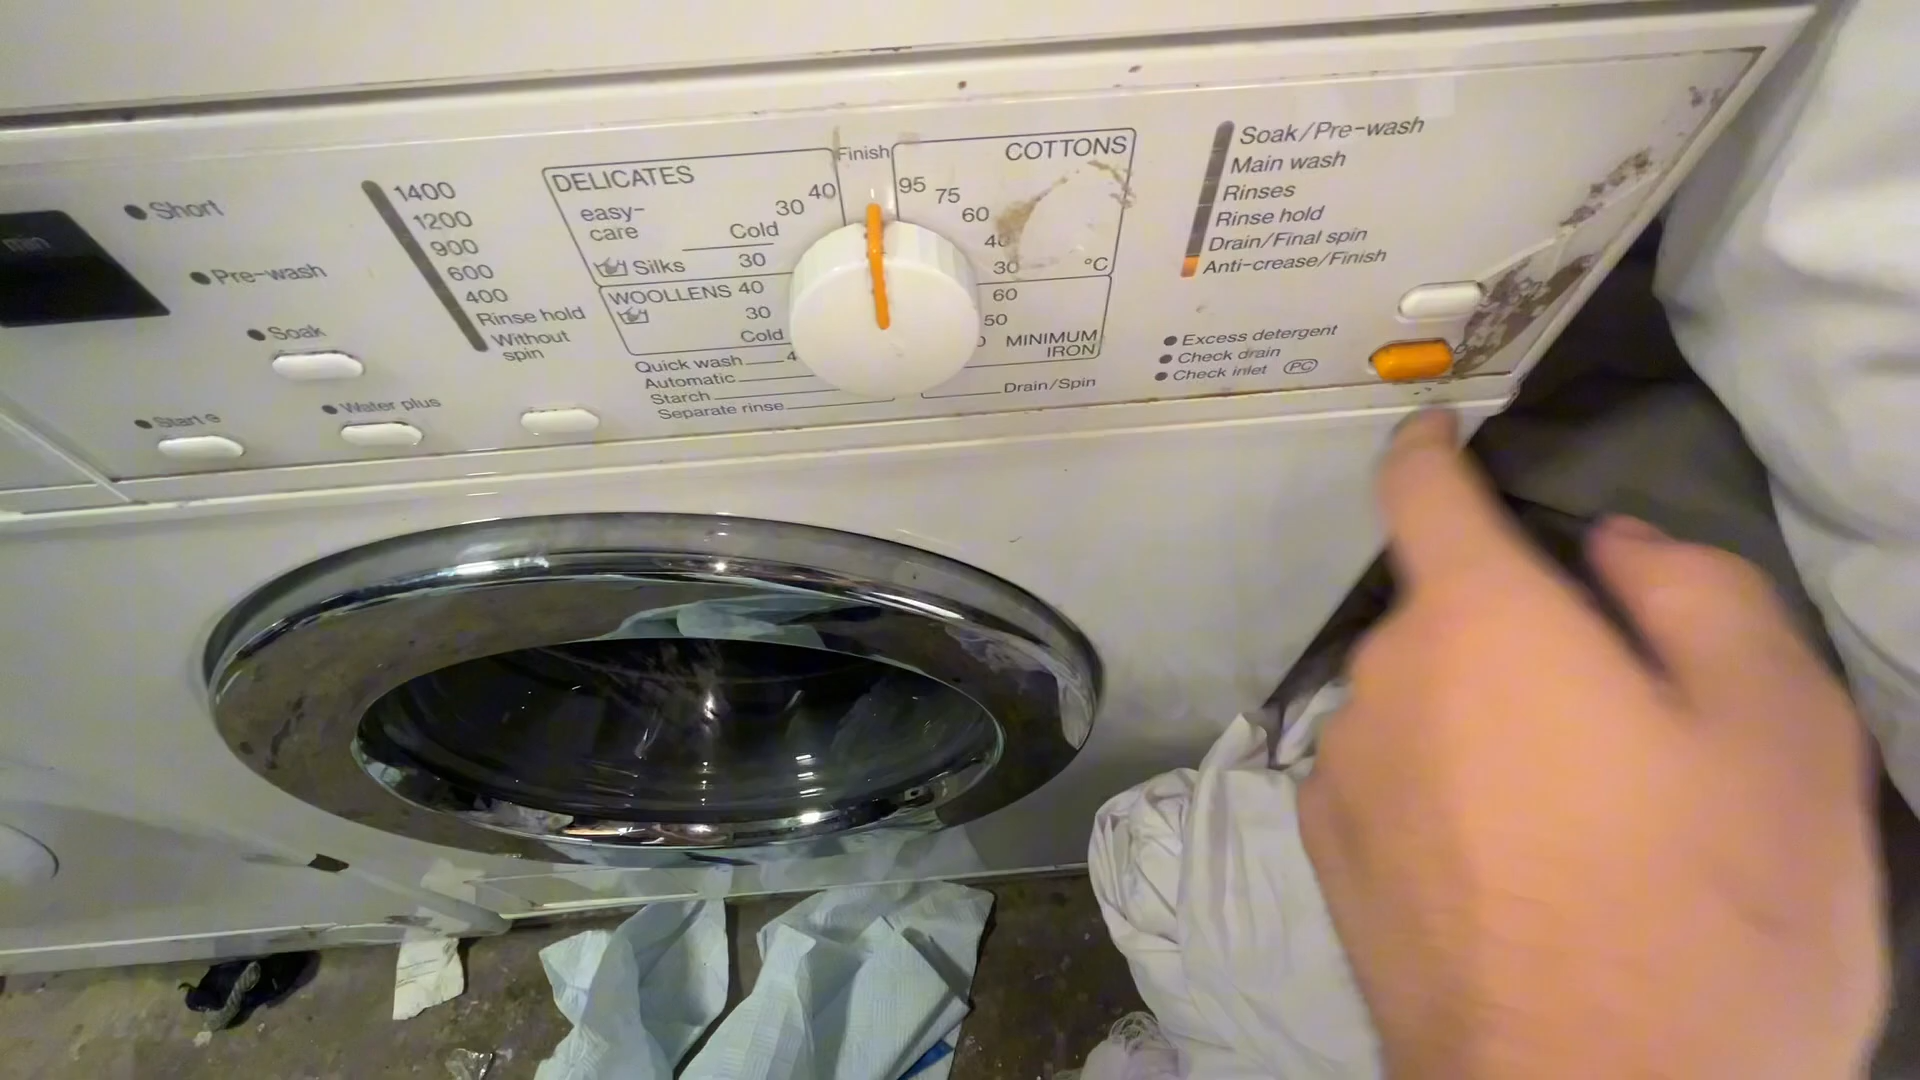 min
Short
Pre-wash
Soak
Start
Water plus
1400
1200
900
600
400
Rinse hold
Without
spin
DELICATES
easy-
care
Cold
30
40
Silks
30
WOOLLENS 40
30
Cold
Quick wash
4
Automatic
Starch
Separate rinse
Finish
COTTONS
95
75
60
40
30
°C
60
50
MINIMUM
IRON
Drain/Spin
Soak/Pre-wash
Main wash
Rinses
Rinse hold
Drain/Final spin
Anti-crease/Finish
Excess detergent
Check drain
Check inlet PC